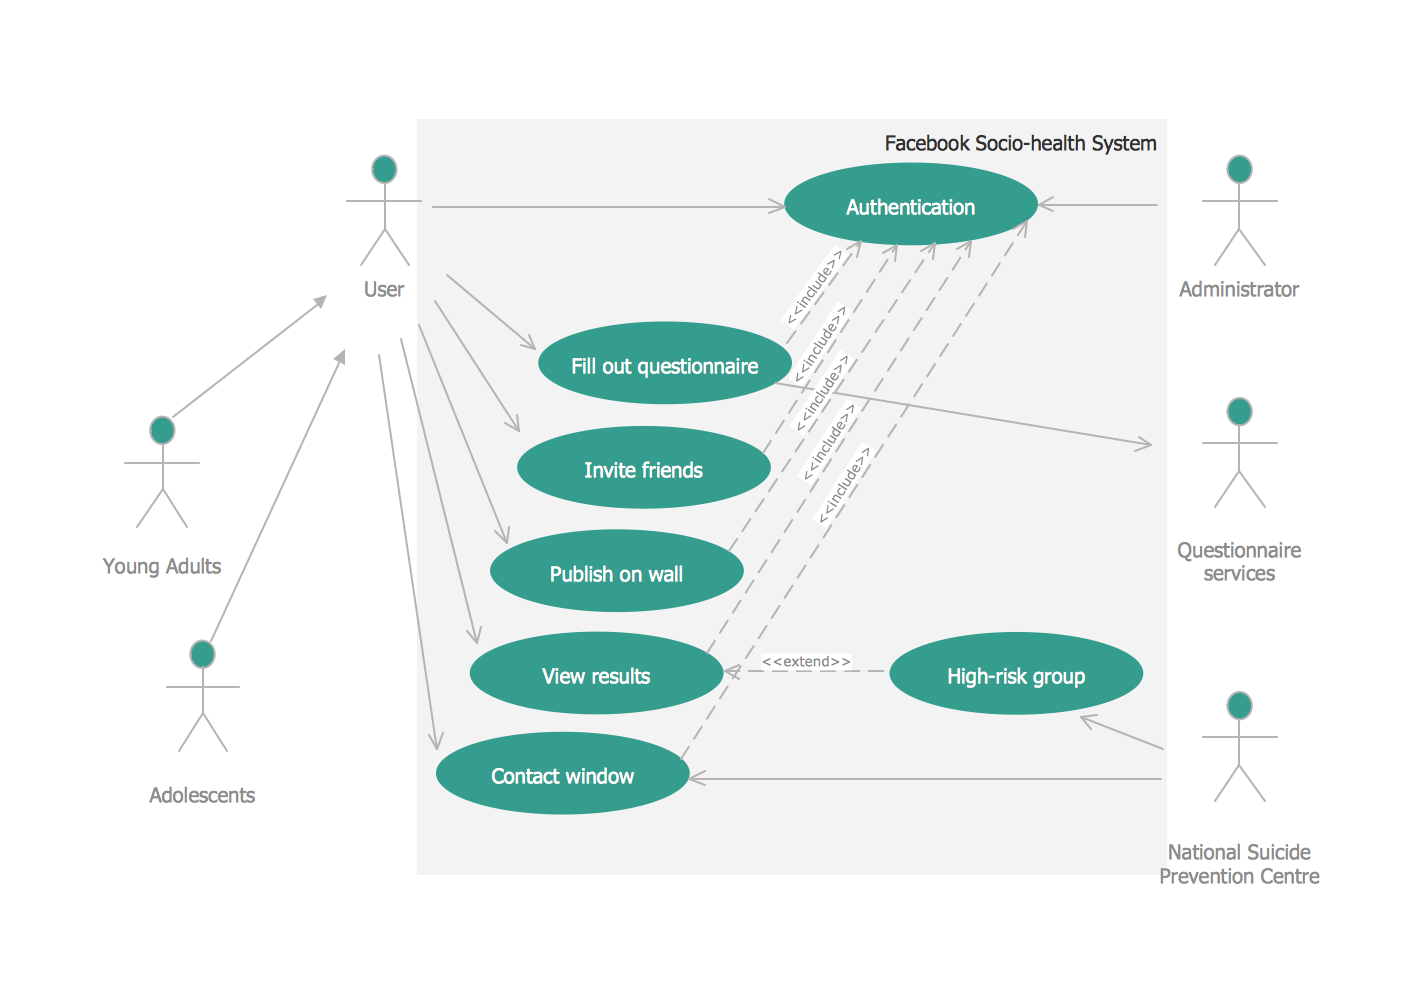 Facebook Socio-health System
Authentication
User
Administrator
<<include>>
<<include>>
<<include>>
<<include>>
<<include>>
Fill out questionnaire
Invite friends
Questionnaire
services
Young Adults
Publish on wall
<<extend>>
View results
High-risk group
Contact window
Adolescents
National Suicide
Prevention Centre